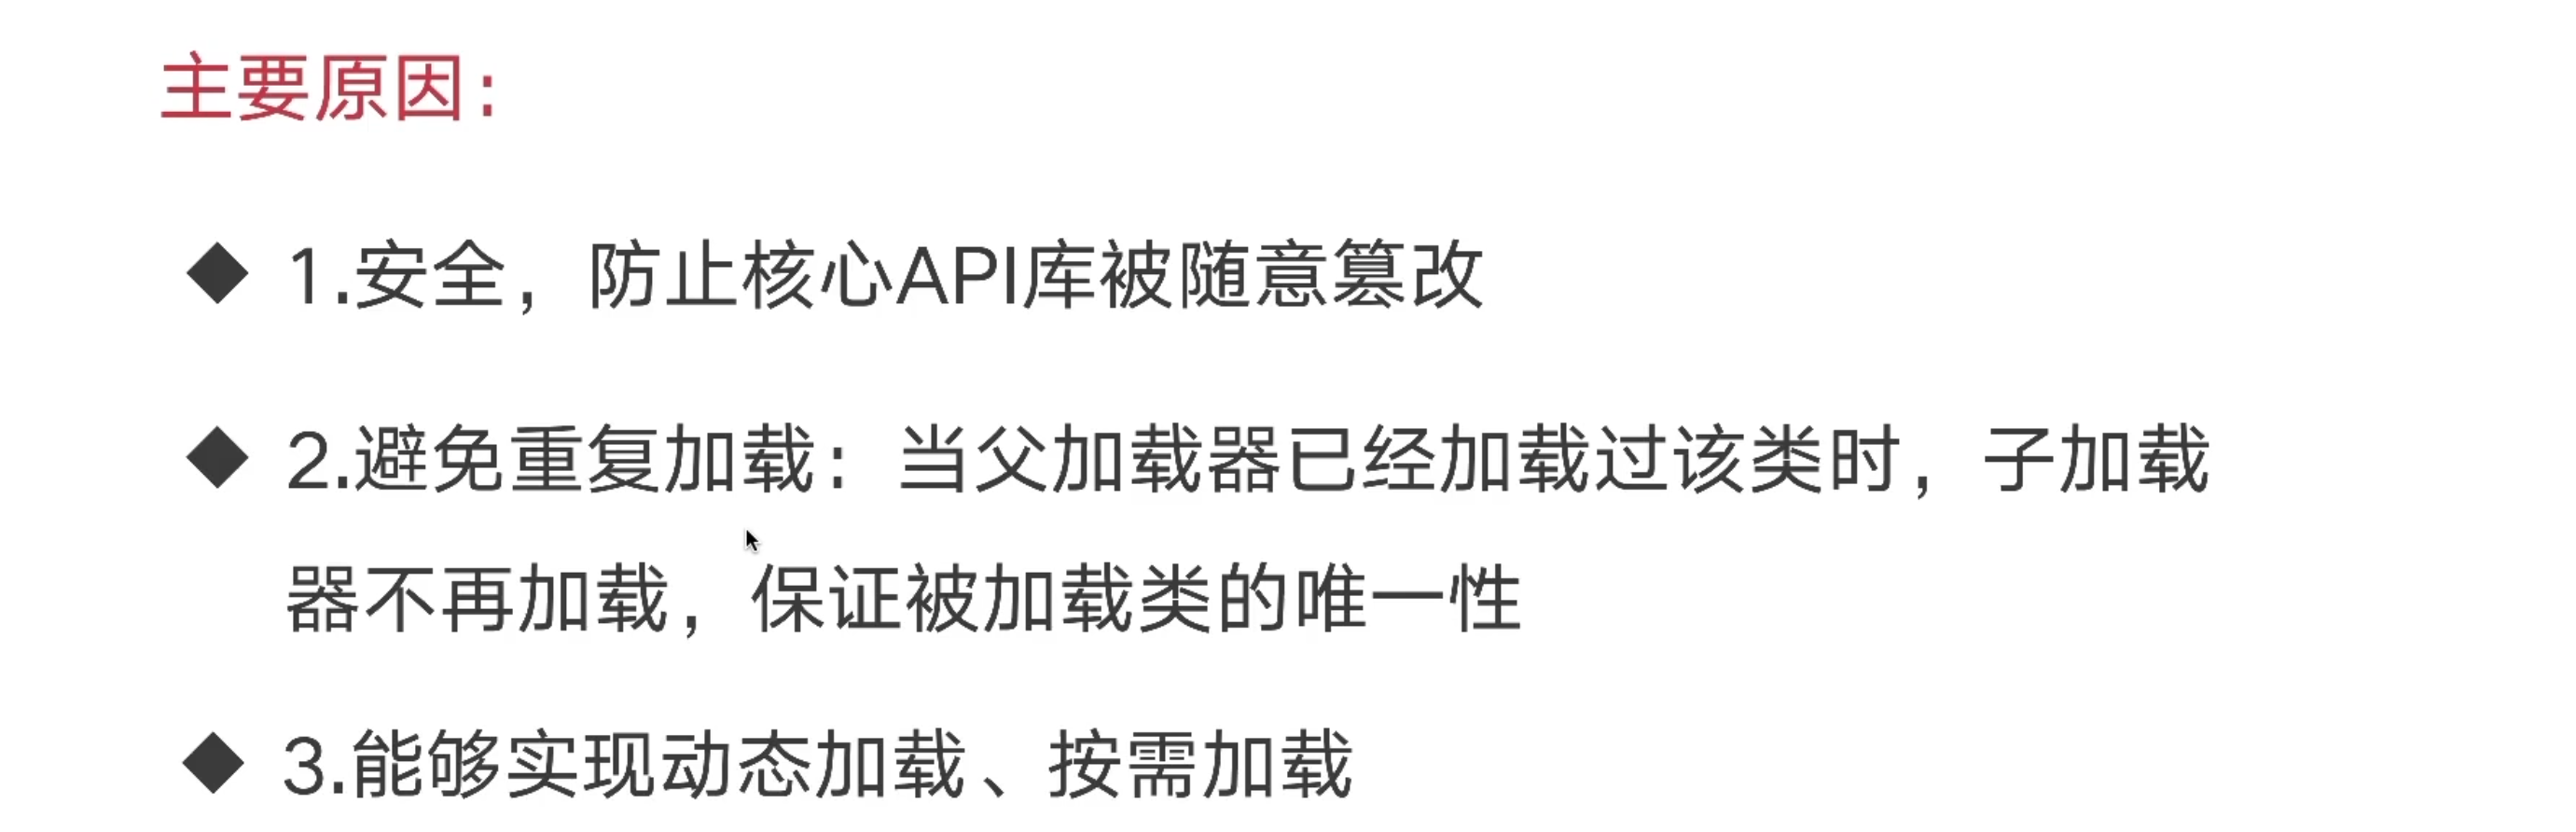 主要原因：
◆ 1.安全，防止核心API库被随意篡改
◆ 2.避免重复加载：当父加载器已经加载过该类时，子加载
器不再加载，保证被加载类的唯一性
◆ 3.能够实现动态加载、按需加载